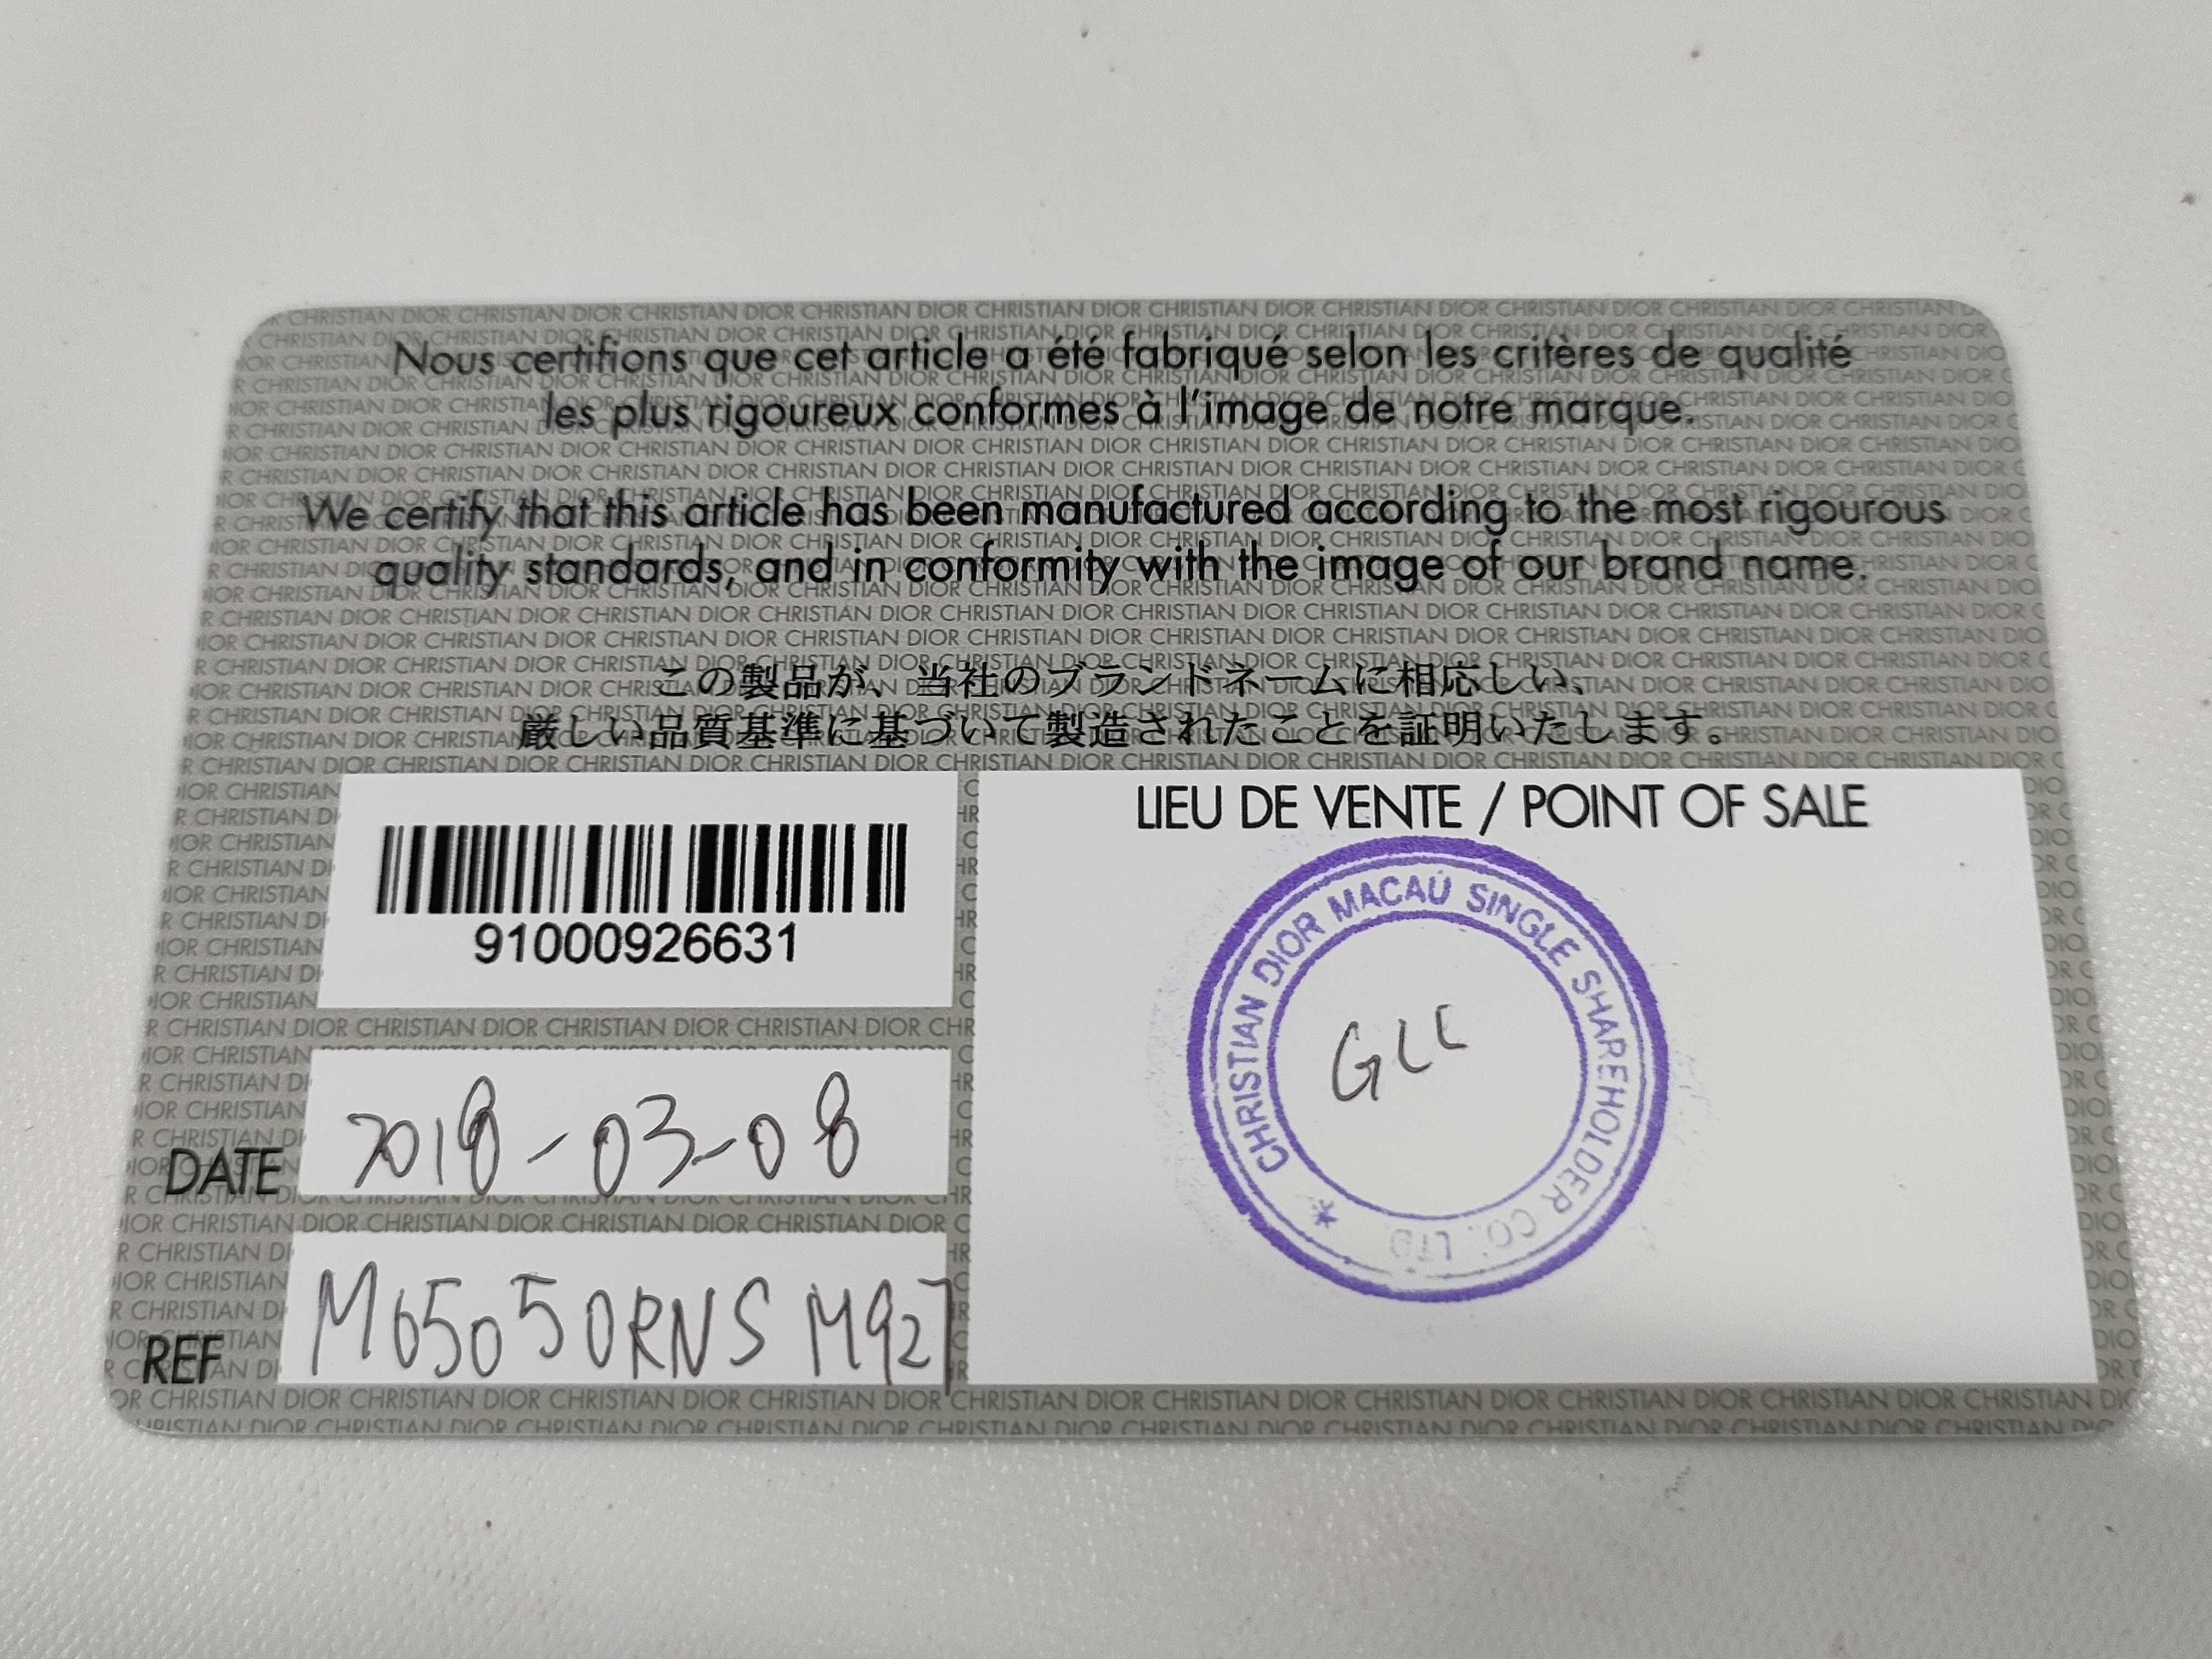 Nous certifions que cet article a été fabriqué selon les critères de qualité
les plus rigoureux conformes à l'image de notre marque.
We certify that this article has been manufactured according to the most rigourous
quality standards, and in conformity with the image of our brand name.
この製品が、当社のブランドネームに相応しい、
厳しい品質基準に基づいて製造されたことを証明いたします。
91000926631
DATE 2018-03-08
REF M65050RNS M927
LIEU DE VENTE / POINT OF SALE
CHRISTIAN DIOR MACAU SINGLE SHAREHOLDER CO. LTD *